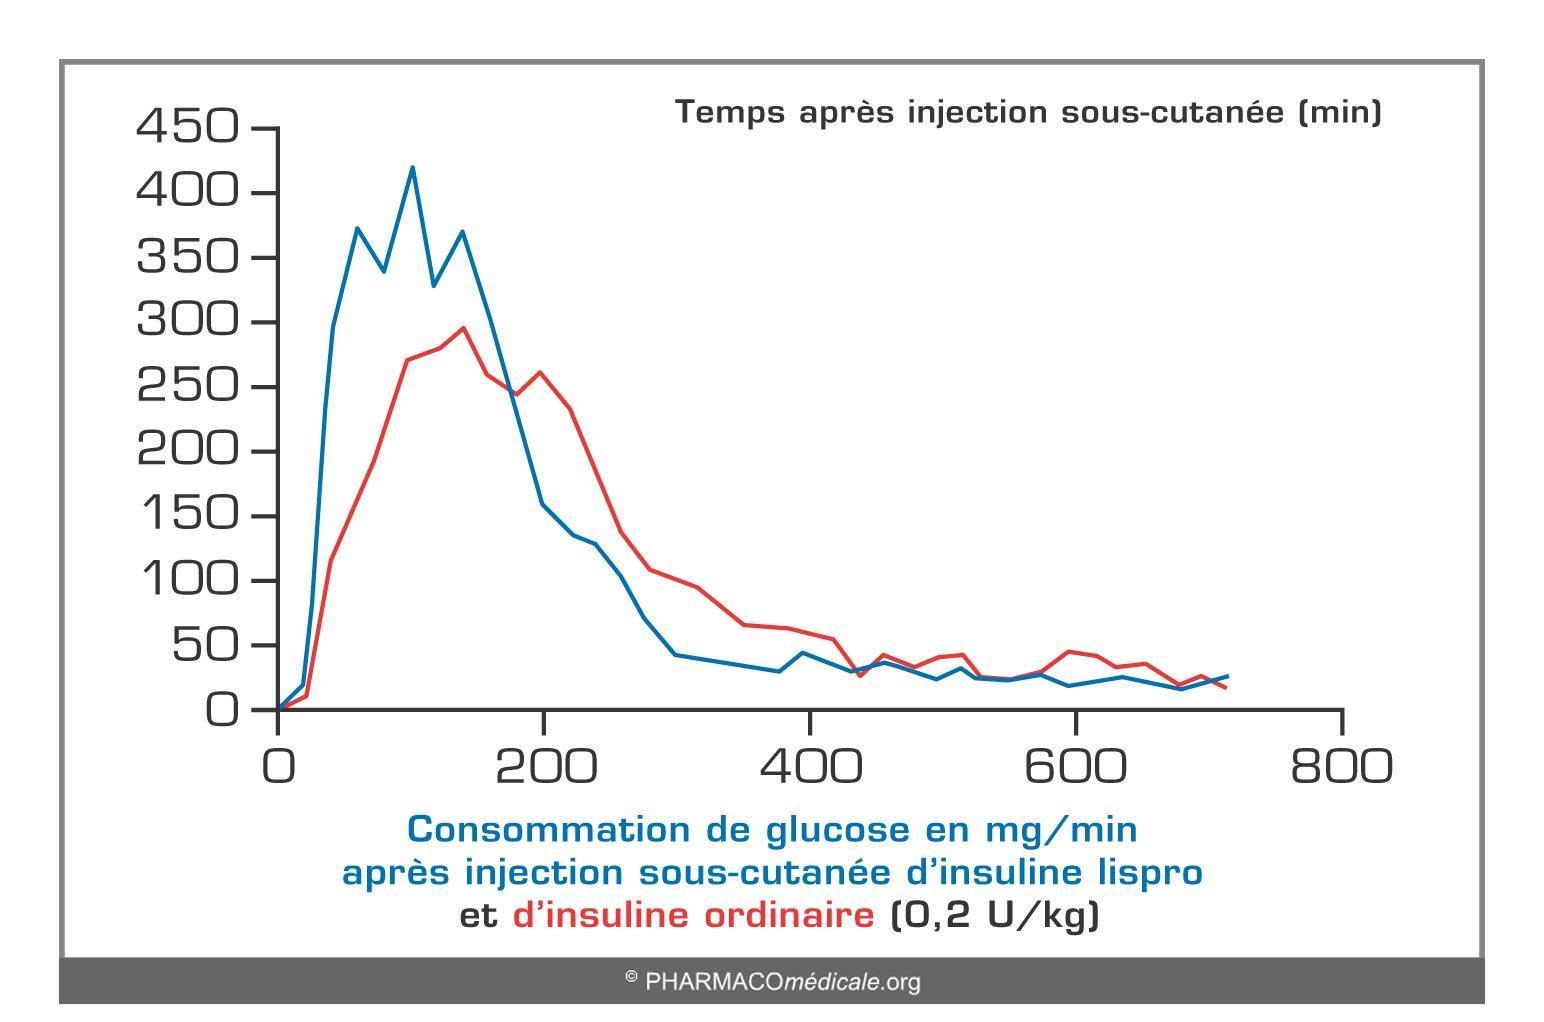 Temps après injection sous-cutanée (min)
450
400
350
300
250
200
150
100
50
0
0 200 400 600 800
Consommation de glucose en mg/min
après injection sous-cutanée d’insuline lispro
et d’insuline ordinaire (0,2 U/kg)
© PHARMACOmédicale.org